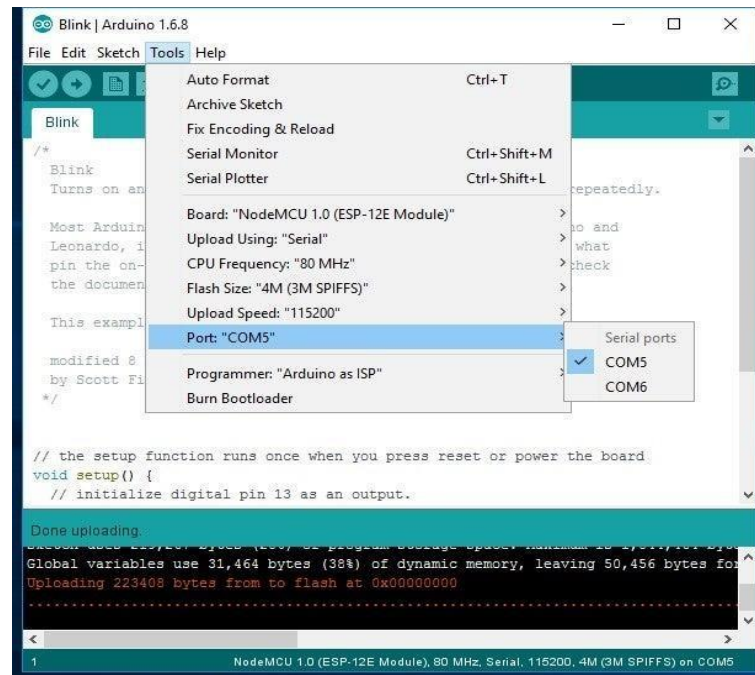 Blink | Arduino 1.6.8
File Edit Sketch Tools Help
Blink
Auto Format Ctrl+T
Archive Sketch
Fix Encoding & Reload
Serial Monitor Ctrl+Shift+M
Serial Plotter Ctrl+Shift+L
Board: "NodeMCU 1.0 (ESP-12E Module)"
Upload Using: "Serial"
CPU Frequency: "80 MHz"
Flash Size: "4M (3M SPIFFS)"
Upload Speed: "115200"
Port: "COM5"
Programmer: "Arduino as ISP"
Burn Bootloader
Serial ports
COM5
COM6
/*
Blink
Turns on an repeatedly.
Most Arduin no and
Leonardo, i what
pin the on- check
the documen
This exampl
modified 8
by Scott Fi
*/
// the setup function runs once when you press reset or power the board
void setup() {
// initialize digital pin 13 as an output.
Done uploading.
Global variables use 31,464 bytes (38%) of dynamic memory, leaving 50,456 bytes for
Uploading 223408 bytes from to flash at 0x00000000
................................................................................
1 NodeMCU 1.0 (ESP-12E Module), 80 MHz, Serial, 115200, 4M (3M SPIFFS) on COM5